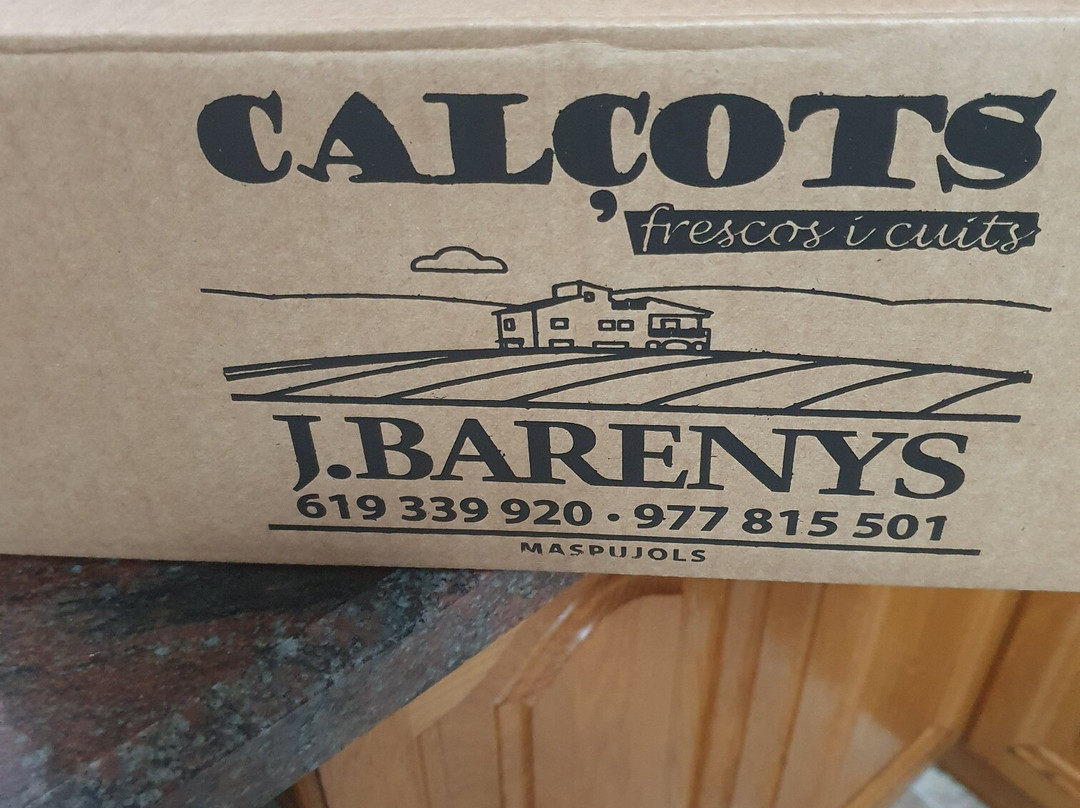 CALÇOTS
frescos i cuits
J.BARENYS
619 339 920 · 977 815 501
MASPUJOLS